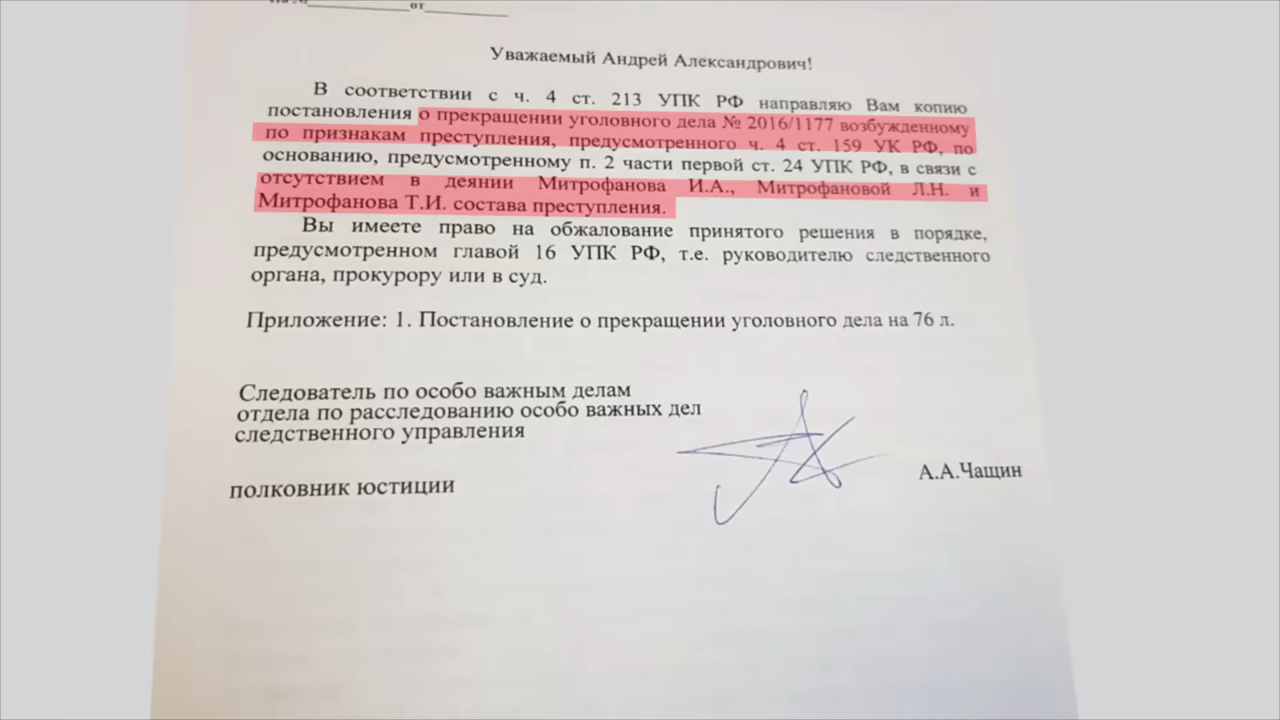 от
Уважаемый Андрей Александрович!
В соответствии с ч. 4 ст. 213 УПК РФ направляю Вам копию
постановления о прекращении уголовного дела № 2016/1177 возбужденному
по признакам преступления, предусмотренного ч. 4 ст. 159 УК РФ, по
основанию, предусмотренному п. 2 части первой ст. 24 УПК РФ, в связи с
отсутствием в деянии Митрофанова И.А., Митрофановой Л.Н. и
Митрофанова Т.И. состава преступления.
Вы имеете право на обжалование принятого решения в порядке,
предусмотренном главой 16 УПК РФ, т.е. руководителю следственного
органа, прокурору или в суд.
Приложение: 1. Постановление о прекращении уголовного дела на 76 л.
Следователь по особо важным делам
отдела по расследованию особо важных дел
следственного управления
полковник юстиции
А.А.Чащин